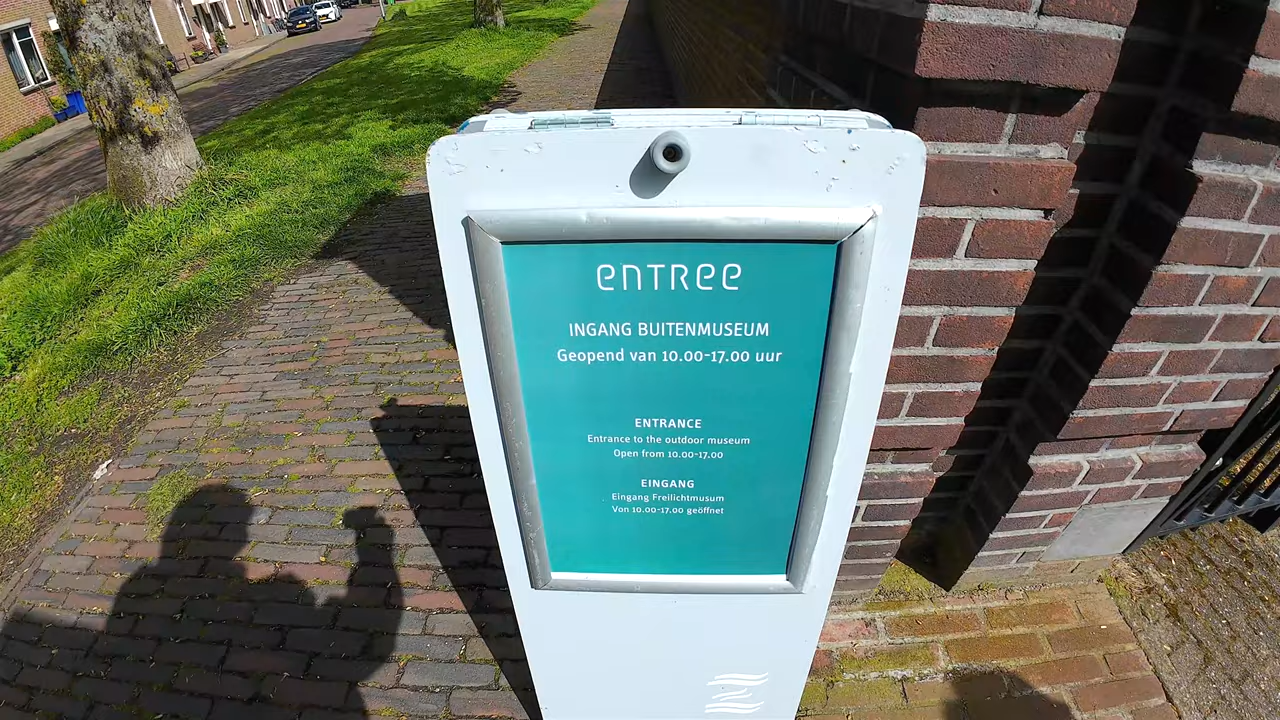 entree
INGANG BUITENMUSEUM
Geopend van 10.00-17.00 uur
ENTRANCE
Entrance to the outdoor museum
Open from 10.00-17.00
EINGANG
Eingang Freilichtmusum
Von 10.00-17.00 geöffnet